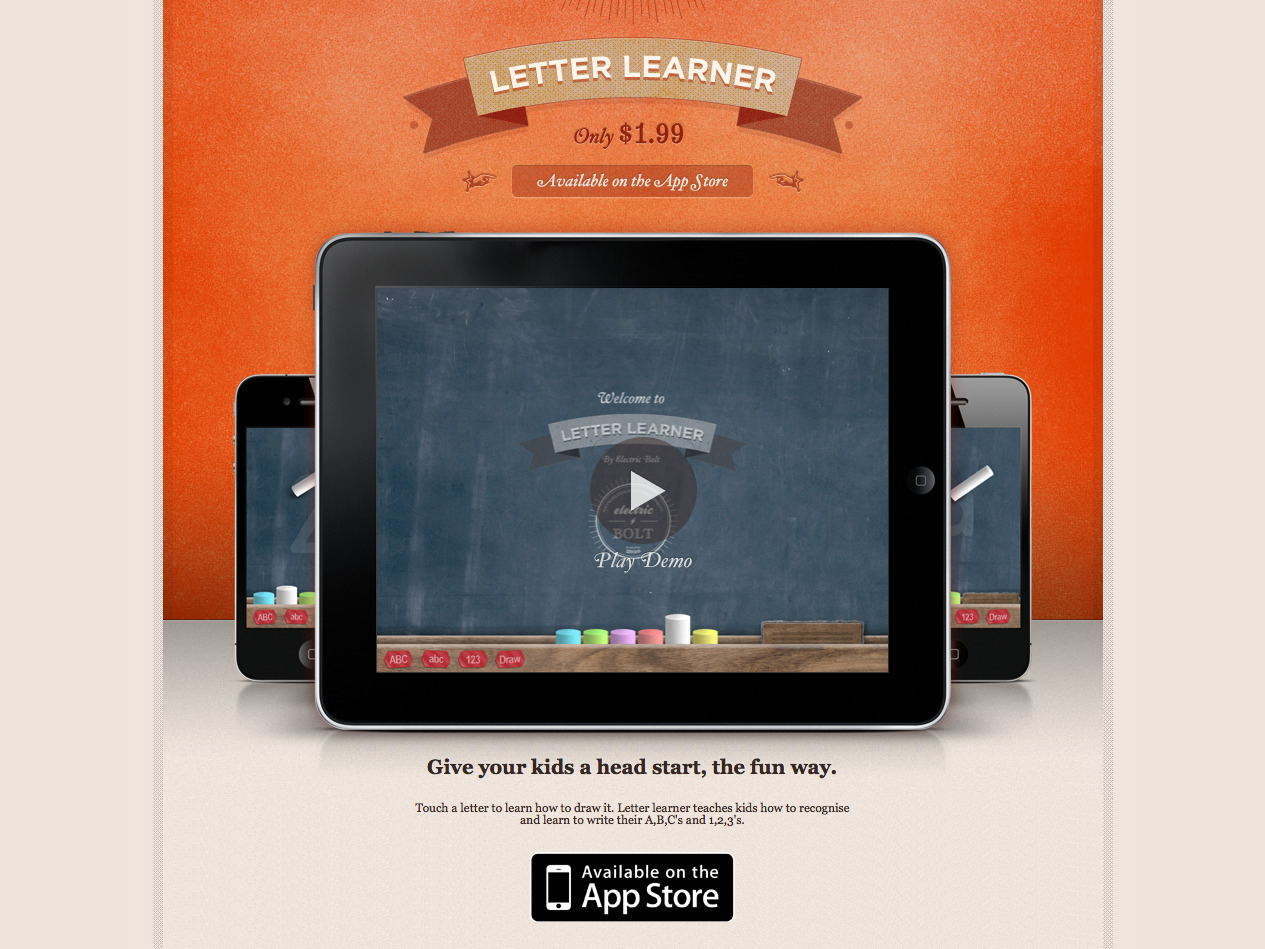 LETTER LEARNER
Only $1.99
Available on the App Store
Welcome to
LETTER LEARNER
By Electric Bolt
electric
BOLT
Play Demo
ABC abc
ABC abc 123 Draw
123 Draw
Give your kids a head start, the fun way.
Touch a letter to learn how to draw it. Letter learner teaches kids how to recognise
and learn to write their A,B,C's and 1,2,3's.
Available on the
App Store